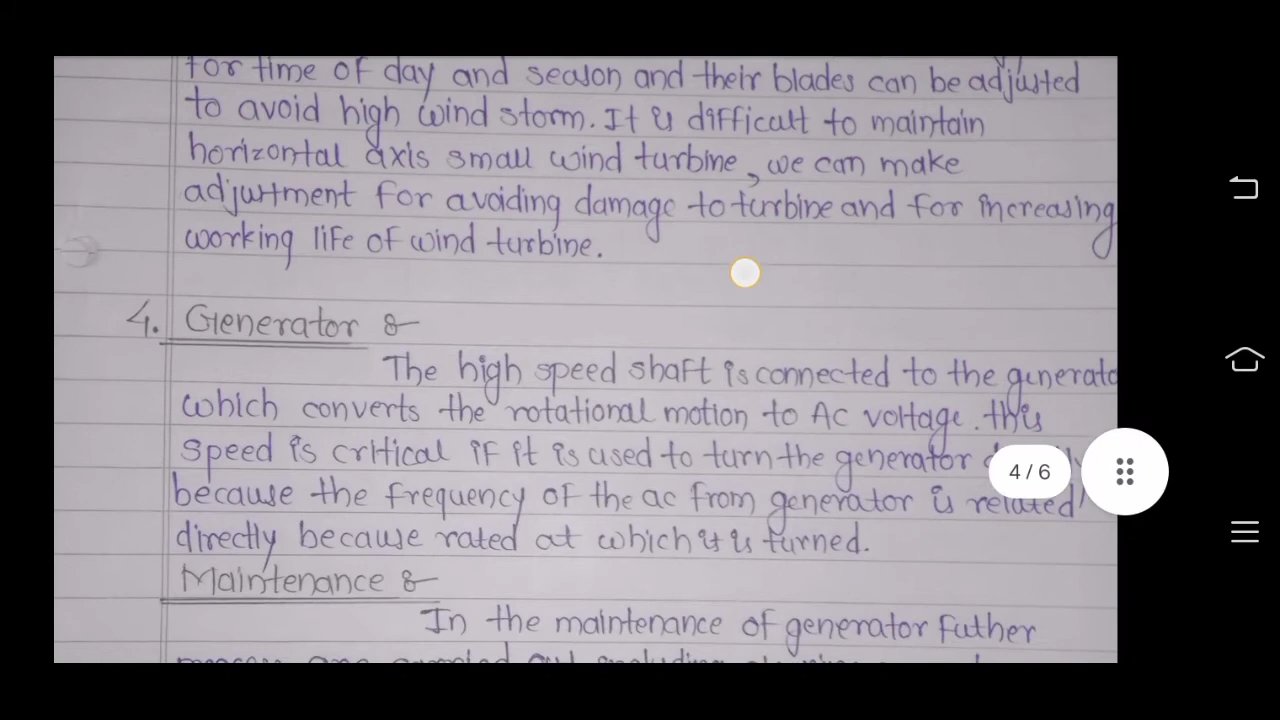 for time of day and season and their blades can be adjusted
to avoid high wind storm. It is difficult to maintain
horizontal axis small wind turbine, we can make
adjustment for avoiding damage to turbine and for increasing
working life of wind turbine.
4. Generator :-
The high speed shaft is connected to the generato
which converts the rotational motion to Ac voltage. this
speed is critical if it is used to turn the generator
4 / 6
because the frequency of the ac from generator is related
directly because rated at which it is turned.
Maintenance :-
In the maintenance of generator Futher